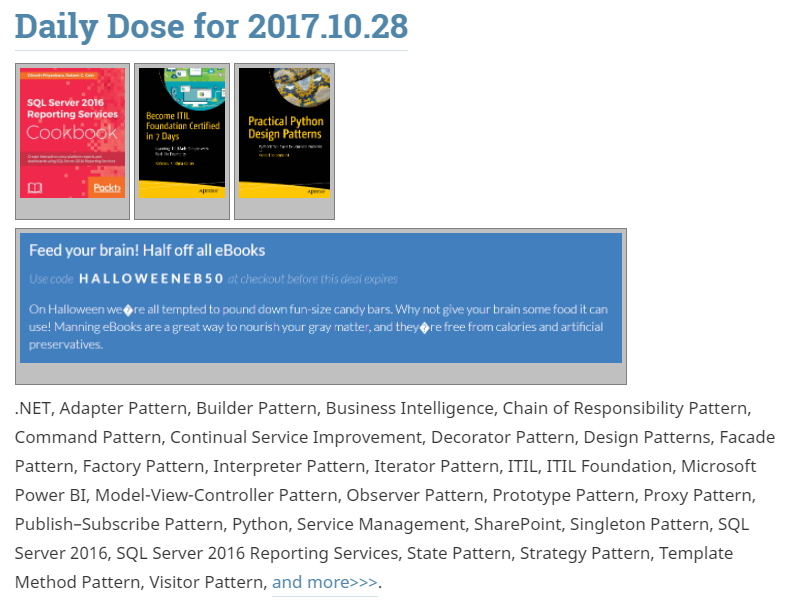 Daily Dose for 2017.10.28
SQL Server 2016
Reporting Services
Cookbook
Packt>
Become ITIL
Foundation Certified
in 7 Days
Apress
Practical Python
Design Patterns
Apress
Feed your brain! Half off all eBooks
Use code HALLOWEENEB50 at checkout before this deal expires
On Halloween we�re all tempted to pound down fun-size candy bars. Why not give your brain some food it can
use! Manning eBooks are a great way to nourish your gray matter, and they�re free from calories and artificial
preservatives.
.NET, Adapter Pattern, Builder Pattern, Business Intelligence, Chain of Responsibility Pattern,
Command Pattern, Continual Service Improvement, Decorator Pattern, Design Patterns, Facade
Pattern, Factory Pattern, Interpreter Pattern, Iterator Pattern, ITIL, ITIL Foundation, Microsoft
Power BI, Model-View-Controller Pattern, Observer Pattern, Prototype Pattern, Proxy Pattern,
Publish–Subscribe Pattern, Python, Service Management, SharePoint, Singleton Pattern, SQL
Server 2016, SQL Server 2016 Reporting Services, State Pattern, Strategy Pattern, Template
Method Pattern, Visitor Pattern, and more>>>.